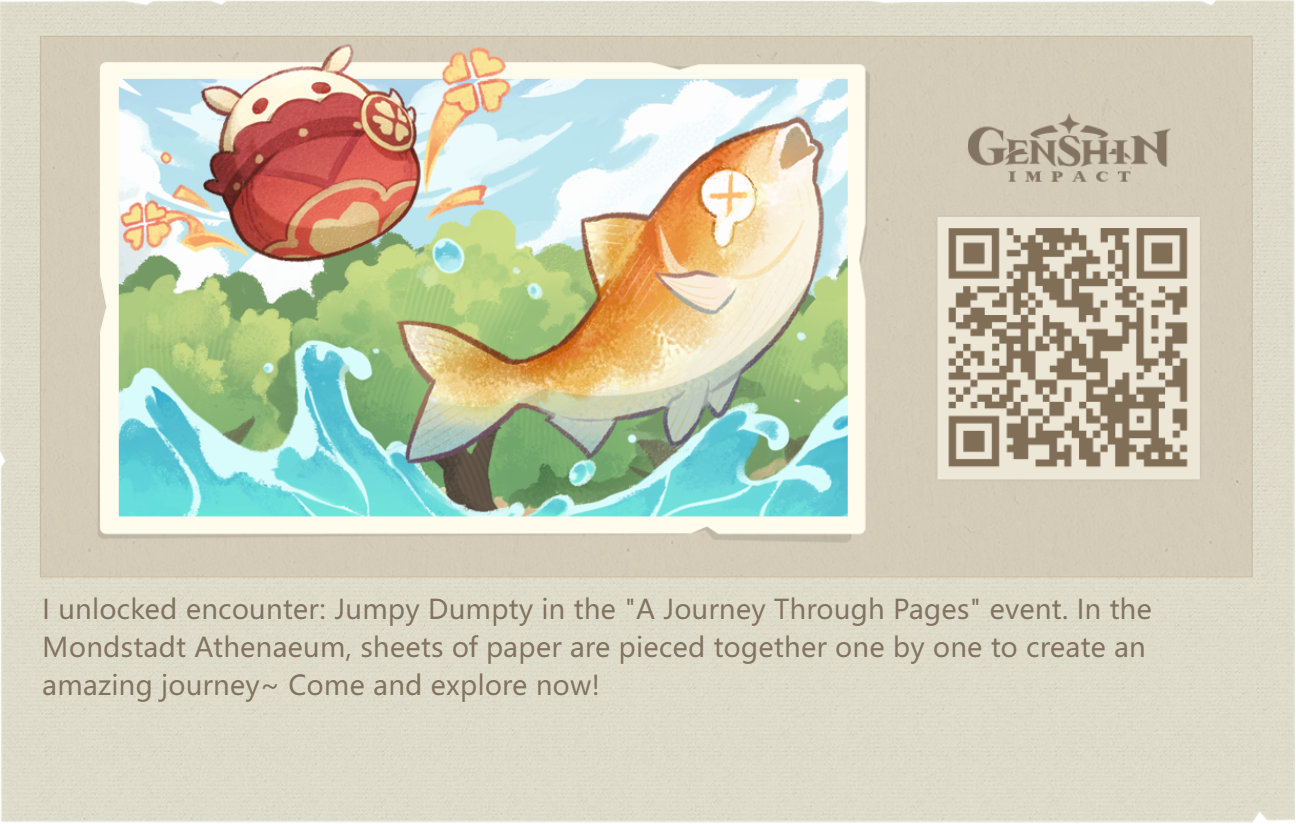 GENSHIN
IMPACT
I unlocked encounter: Jumpy Dumpty in the "A Journey Through Pages" event. In the
Mondstadt Athenaeum, sheets of paper are pieced together one by one to create an
amazing journey~ Come and explore now!